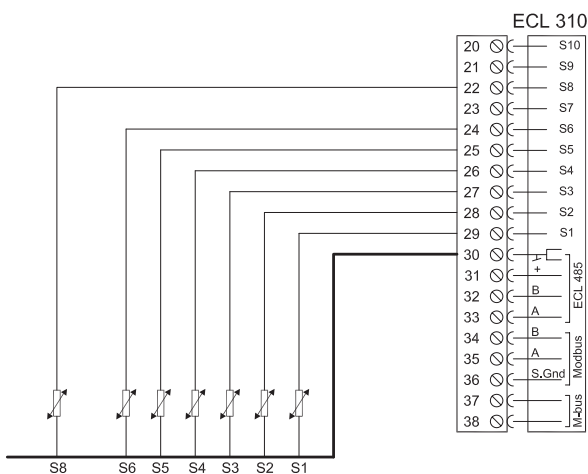 ECL 310
20 S10
21 S9
22 S8
23 S7
24 S6
25 S5
26 S4
27 S3
28 S2
29 S1
30
31 +
32 B
33 A
ECL 485
34 B
35 A
36 S.Gnd
Modbus
37
38
M-bus
S8 S6 S5 S4 S3 S2 S1